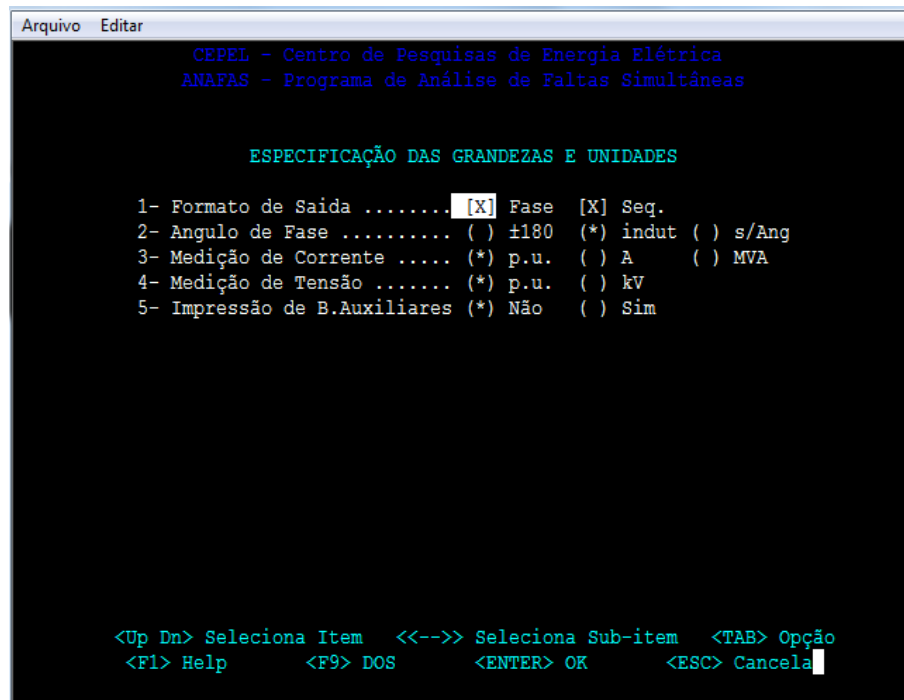 Arquivo Editar
CEPEL - Centro de Pesquisas de Energia Elétrica
ANAFAS - Programa de Análise de Faltas Simultâneas
ESPECIFICAÇÃO DAS GRANDEZAS E UNIDADES
1- Formato de Saida ........ [X] Fase [X] Seq.
2- Angulo de Fase .......... ( ) ±180 (*) indut ( ) s/Ang
3- Medição de Corrente ..... (*) p.u. ( ) A ( ) MVA
4- Medição de Tensão ....... (*) p.u. ( ) kV
5- Impressão de B.Auxiliares (*) Não ( ) Sim
<Up Dn> Seleciona Item <<-->> Seleciona Sub-item <TAB> Opção
<F1> Help <F9> DOS <ENTER> OK <ESC> Cancela